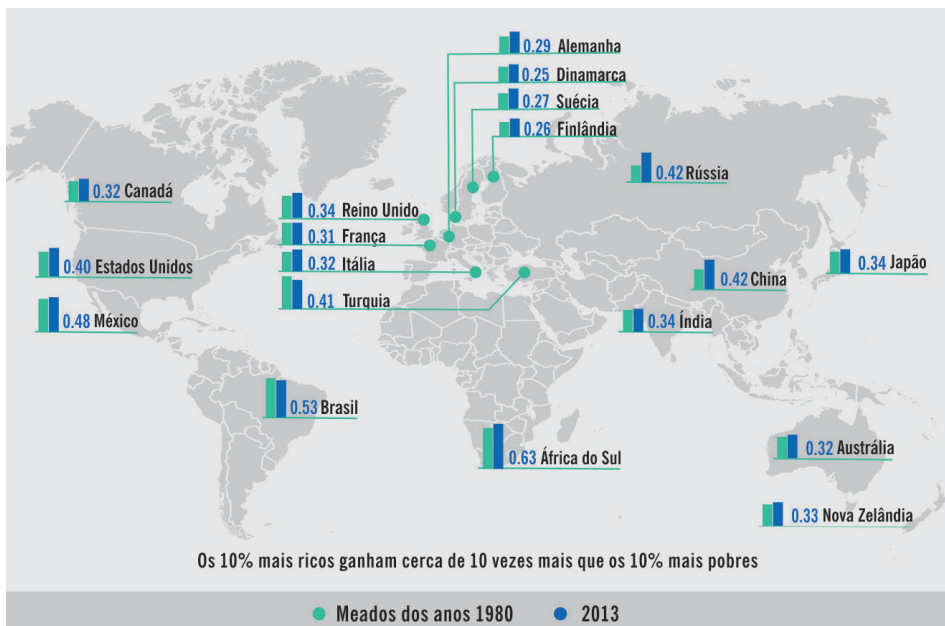 0.29 Alemanha
0.25 Dinamarca
0.27 Suécia
0.26 Finlândia
0.42 Rússia
0.32 Canadá
0.34 Reino Unido
0.31 França
0.32 Itália
0.41 Turquia
0.40 Estados Unidos
0.48 México
0.42 China
0.34 Japão
0.34 Índia
0.53 Brasil
0.63 África do Sul
0.32 Austrália
0.33 Nova Zelândia
Os 10% mais ricos ganham cerca de 10 vezes mais que os 10% mais pobres
Meados dos anos 1980
2013